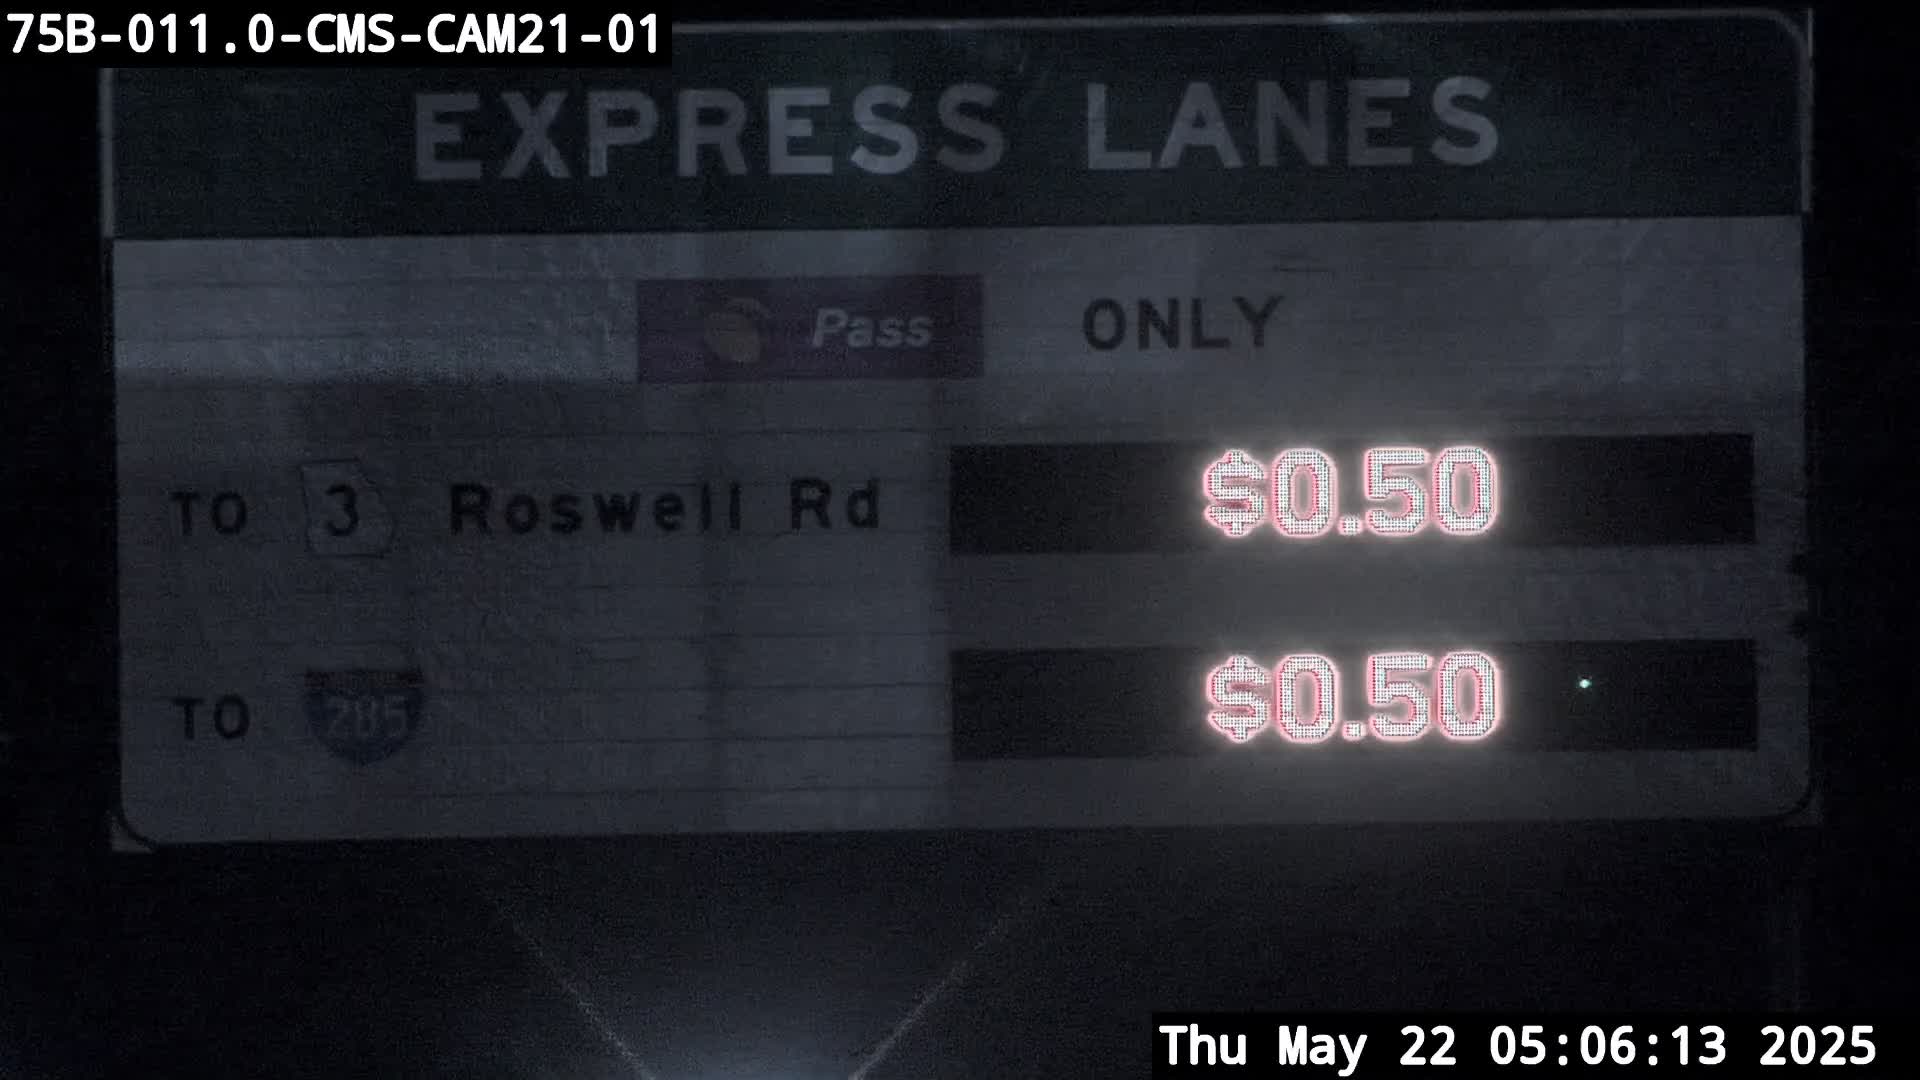 75B-011.0-CMS-CAM21-01
EXPRESS LANES
Pass ONLY
TO 3 Roswell Rd $0.50
TO 285 $0.50
Thu May 22 05:06:13 2025